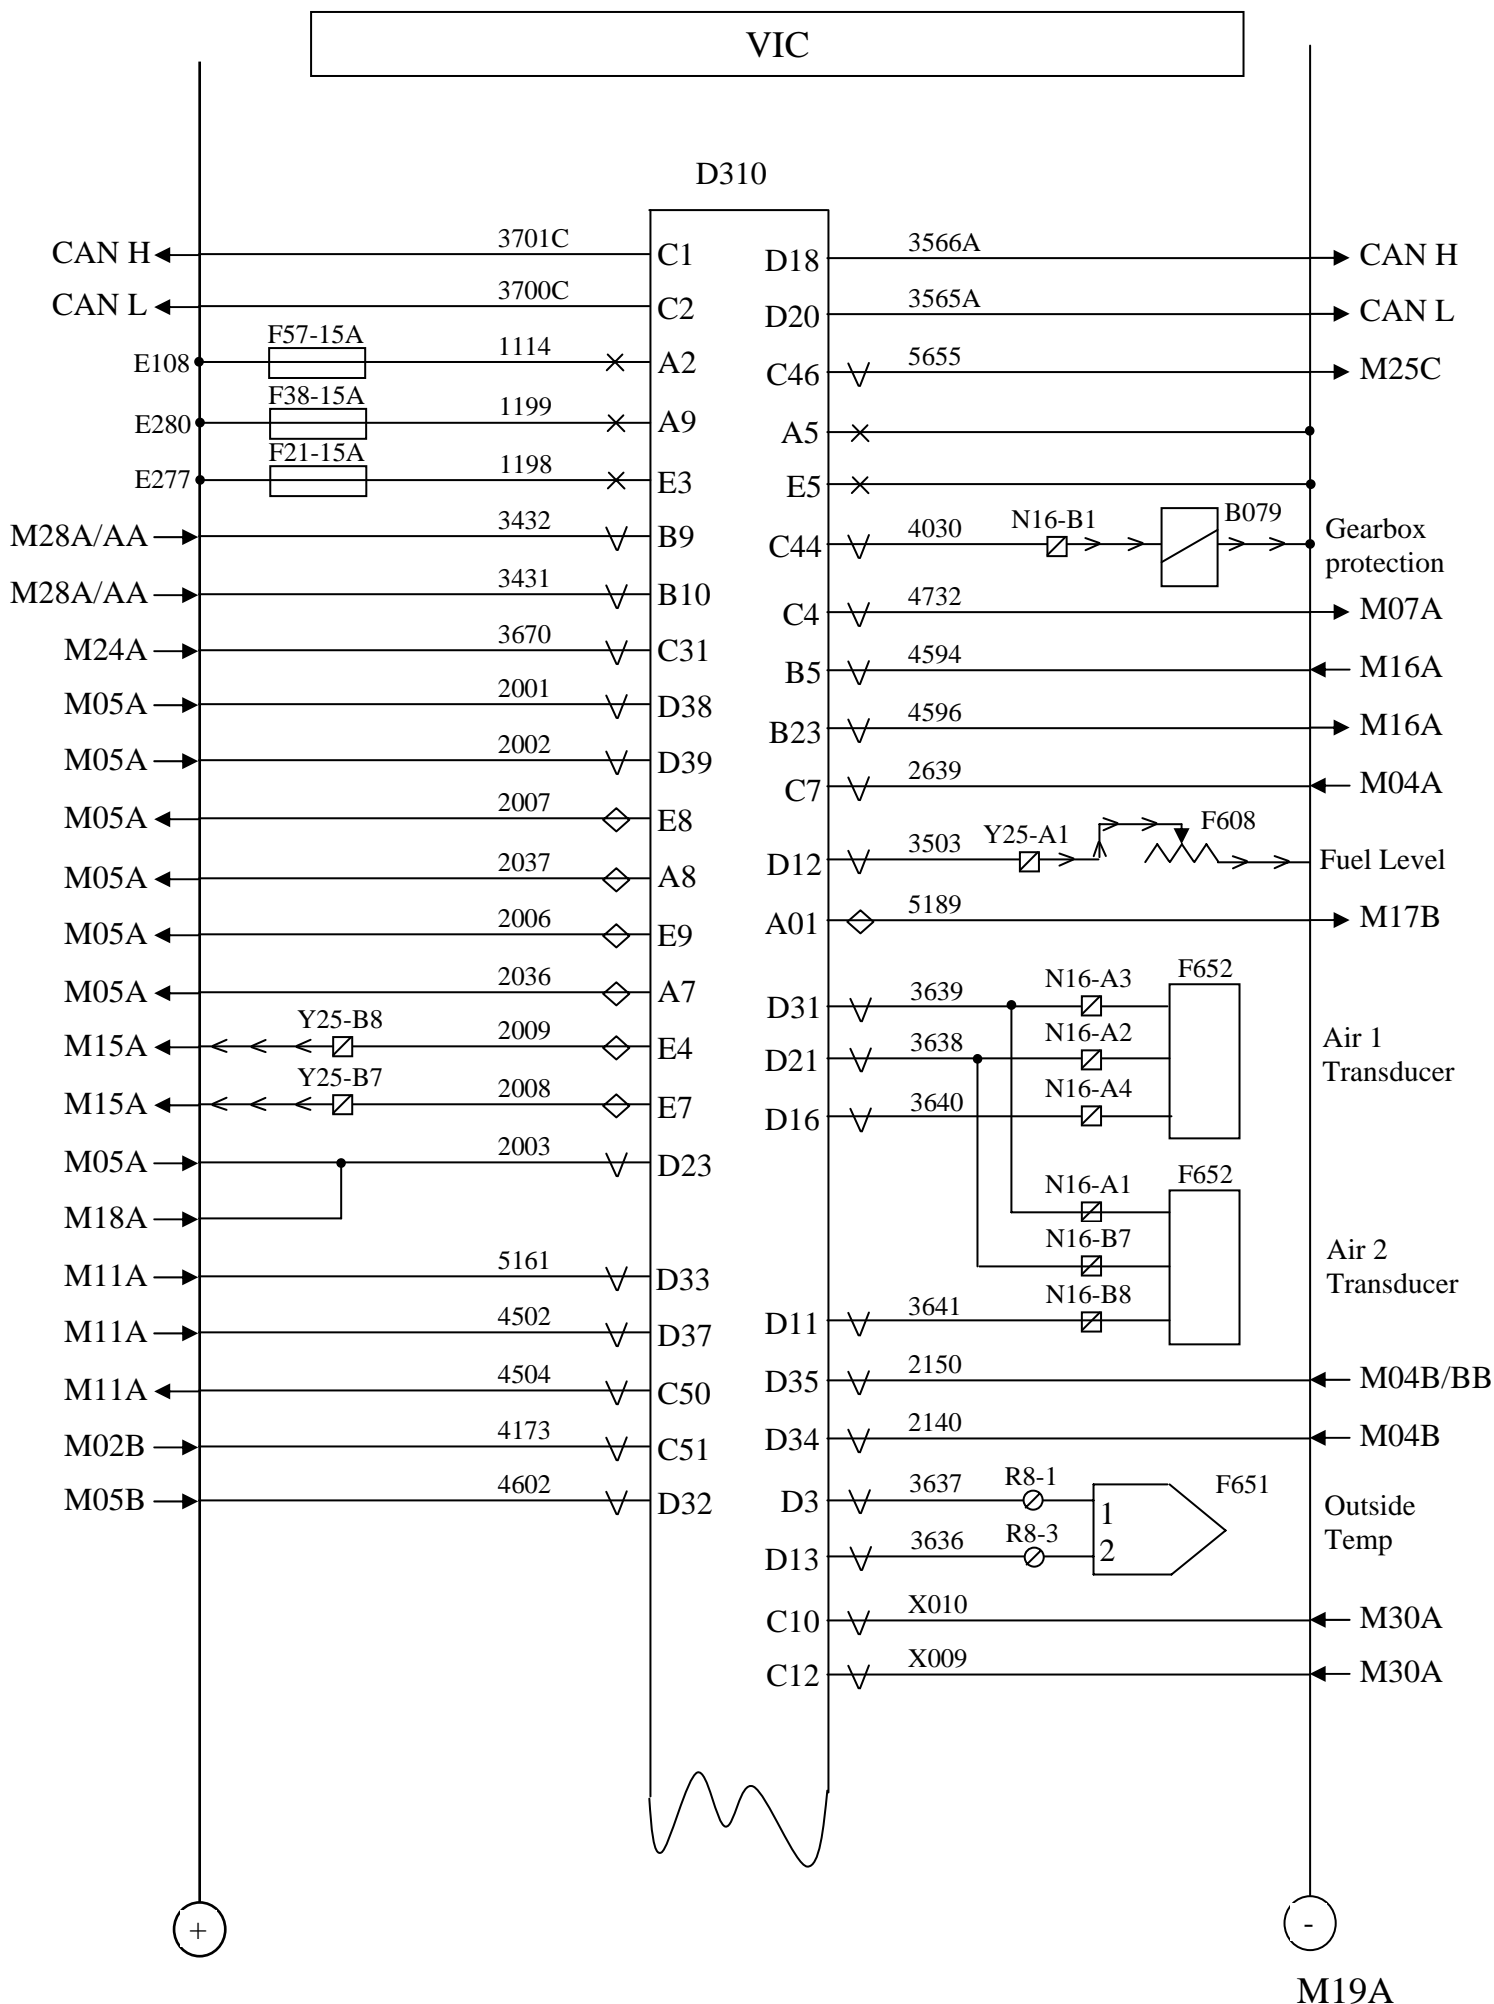 VIC
D310
CAN H 3701C C1
CAN L 3700C C2
E108 F57-15A 1114 A2
E280 F38-15A 1199 A9
E277 F21-15A 1198 E3
M28A/AA 3432 B9
M28A/AA 3431 B10
M24A 3670 C31
M05A 2001 D38
M05A 2002 D39
M05A 2007 E8
M05A 2037 A8
M05A 2006 E9
M05A 2036 A7
M15A Y25-B8 2009 E4
M15A Y25-B7 2008 E7
M05A 2003 D23
M18A
M11A 5161 D33
M11A 4502 D37
M11A 4504 C50
M02B 4173 C51
M05B 4602 D32
+
D18 3566A CAN H
D20 3565A CAN L
C46 5655 M25C
A5
E5
C44 4030 N16-B1 B079 Gearbox
protection
C4 4732 M07A
B5 4594 M16A
B23 4596 M16A
C7 2639 M04A
D12 3503 Y25-A1 F608 Fuel Level
A01 5189 M17B
F652
D31 3639 N16-A3
D21 3638 N16-A2 Air 1
Transducer
D16 3640 N16-A4
F652
N16-A1
N16-B7 Air 2
Transducer
D11 3641 N16-B8
D35 2150 M04B/BB
D34 2140 M04B
D3 3637 R8-1 1 F651 Outside
Temp
D13 3636 R8-3 2
C10 X010 M30A
C12 X009 M30A
-
M19A